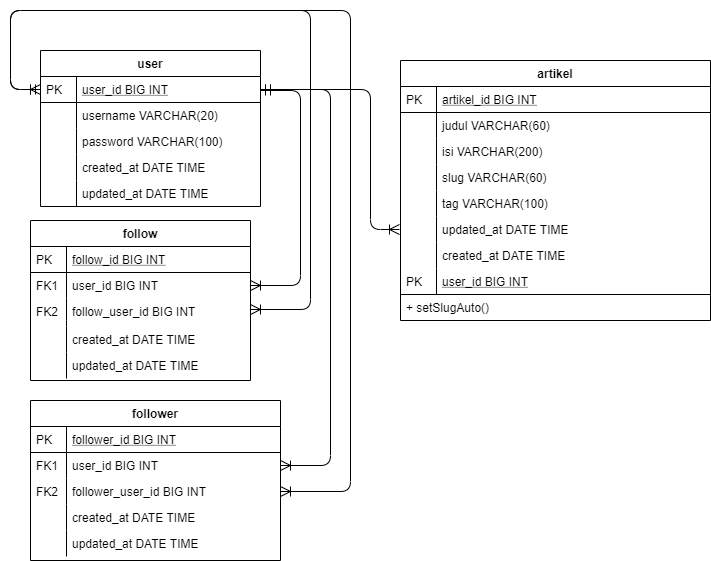 user
PK user_id BIG INT
username VARCHAR(20)
password VARCHAR(100)
created_at DATE TIME
updated_at DATE TIME
follow
PK follow_id BIG INT
FK1 user_id BIG INT
FK2 follow_user_id BIG INT
created_at DATE TIME
updated_at DATE TIME
follower
PK follower_id BIG INT
FK1 user_id BIG INT
FK2 follower_user_id BIG INT
created_at DATE TIME
updated_at DATE TIME
artikel
PK artikel_id BIG INT
judul VARCHAR(60)
isi VARCHAR(200)
slug VARCHAR(60)
tag VARCHAR(100)
updated_at DATE TIME
created_at DATE TIME
PK user_id BIG INT
+ setSlugAuto()